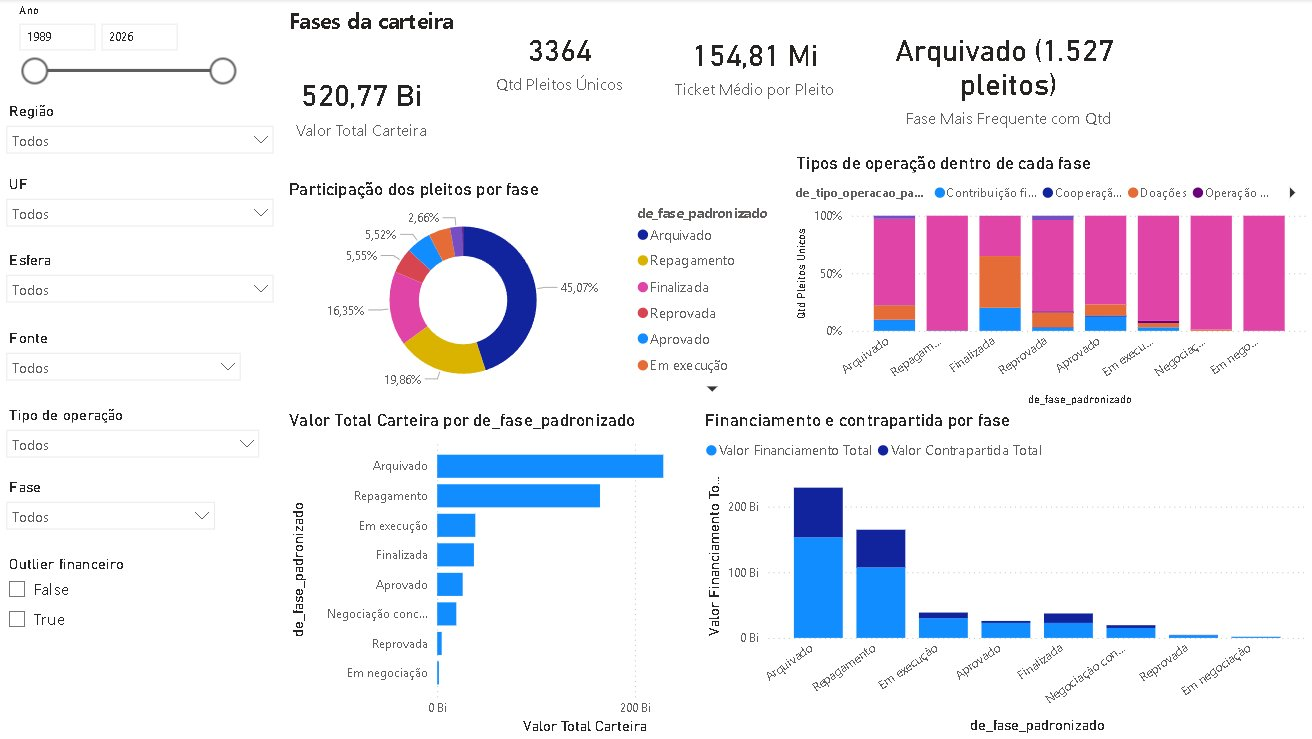 Ano
1989
2026
Região
Todos
UF
Todos
Esfera
Todos
Fonte
Todos
Tipo de operação
Todos
Fase
Todos
Outlier financeiro
False
True
Fases da carteira
520,77 Bi
Valor Total Carteira
3364
Qtd Pleitos Únicos
154,81 Mi
Ticket Médio por Pleito
Arquivado (1.527
pleitos)
Fase Mais Frequente com Qtd
Participação dos pleitos por fase
2,66%
5,52%
5,55%
16,35%
19,86%
45,07%
de_fase_padronizado
Arquivado
Repagamento
Finalizada
Reprovada
Aprovado
Em execução
Tipos de operação dentro de cada fase
de_tipo_operacao_pa...
Contribuição fi...
Cooperaçã...
Doações
Operação ...
Qtd Pleitos Únicos
100%
50%
0%
Arquivado
Repagam...
Finalizada
Reprovada
Aprovado
Em execu...
Negociaç...
Em nego...
de_fase_padronizado
Valor Total Carteira por de_fase_padronizado
de_fase_padronizado
Arquivado
Repagamento
Em execução
Finalizada
Aprovado
Negociação conc...
Reprovada
Em negociação
0 Bi
200 Bi
Valor Total Carteira
Financiamento e contrapartida por fase
Valor Financiamento Total
Valor Contrapartida Total
Valor Financiamento To...
200 Bi
100 Bi
0 Bi
Arquivado
Repagamento
Em execução
Aprovado
Finalizada
Negociação con...
Reprovada
Em negociação
de_fase_padronizado